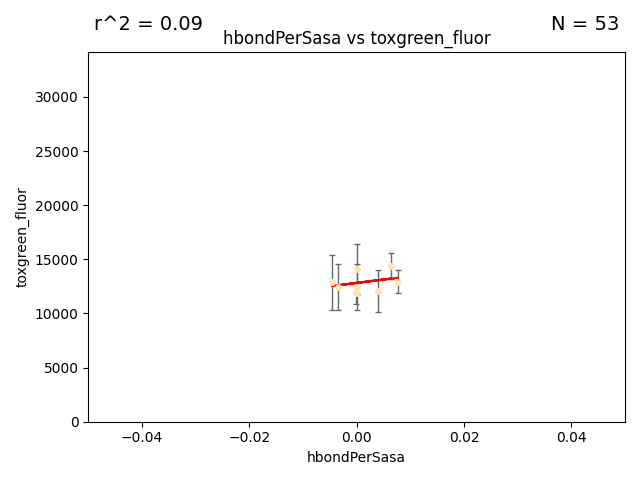 r^2 = 0.09
N = 53
hbondPerSasa vs toxgreen_fluor
30000
25000
20000
15000
10000
5000
0
toxgreen_fluor
−0.04
−0.02
0.00
0.02
0.04
hbondPerSasa